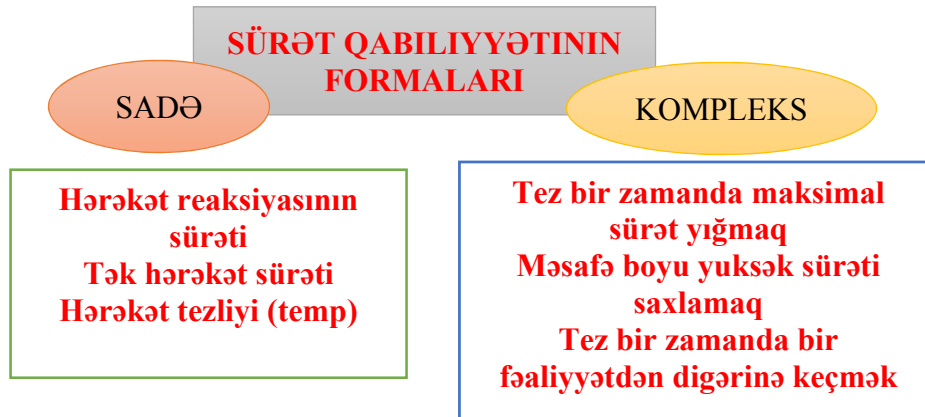 SÜRƏT QABILIYYƏTININ
FORMALARI
SADƏ
KOMPLEKS
Hərəkət reaksiyasının
sürəti
Tək hərəkət sürəti
Hərəkət tezliyi (temp)
Tez bir zamanda maksimal
sürət yığmaq
Məsafə boyu yuksək sürəti
saxlamaq
Tez bir zamanda bir
fəaliyyətdən digərinə keçmək